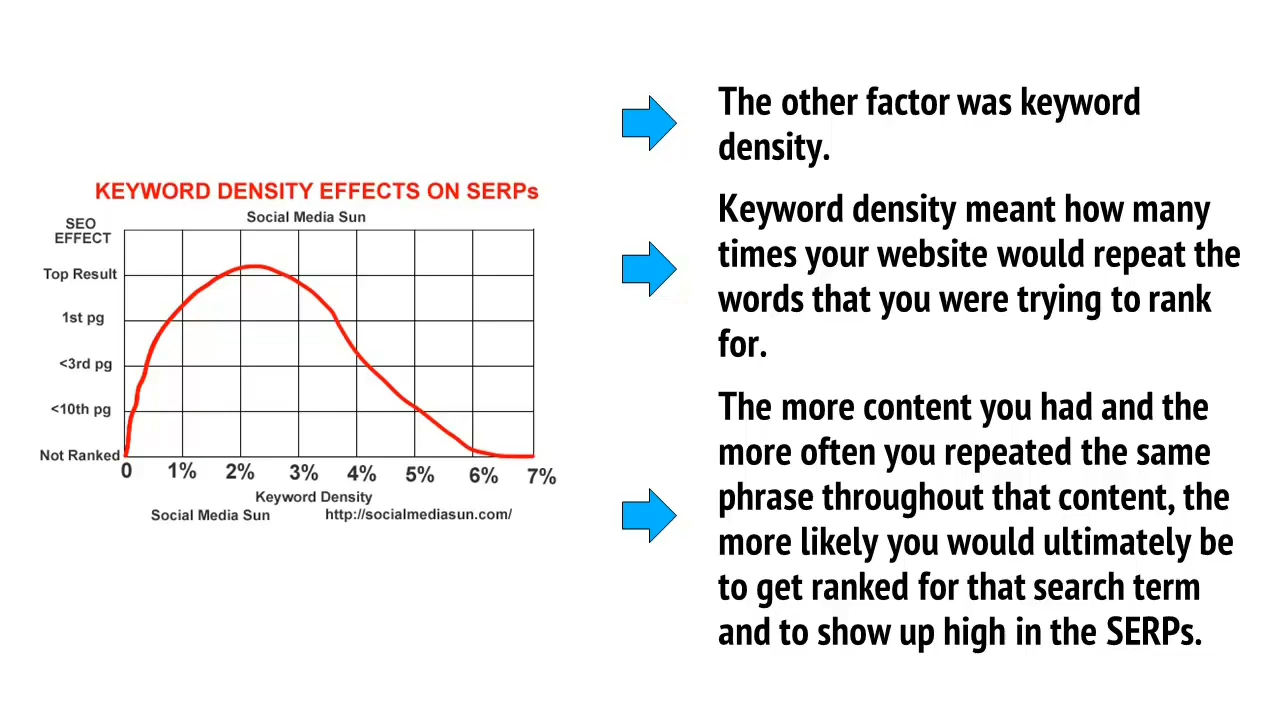 KEYWORD DENSITY EFFECTS ON SERPs
Social Media Sun
SEO
EFFECT
Top Result
1st pg
<3rd pg
<10th pg
Not Ranked
0 1% 2% 3% 4% 5% 6% 7%
Keyword Density
Social Media Sun http://socialmediasun.com/
The other factor was keyword
density.
Keyword density meant how many
times your website would repeat the
words that you were trying to rank
for.
The more content you had and the
more often you repeated the same
phrase throughout that content, the
more likely you would ultimately be
to get ranked for that search term
and to show up high in the SERPs.